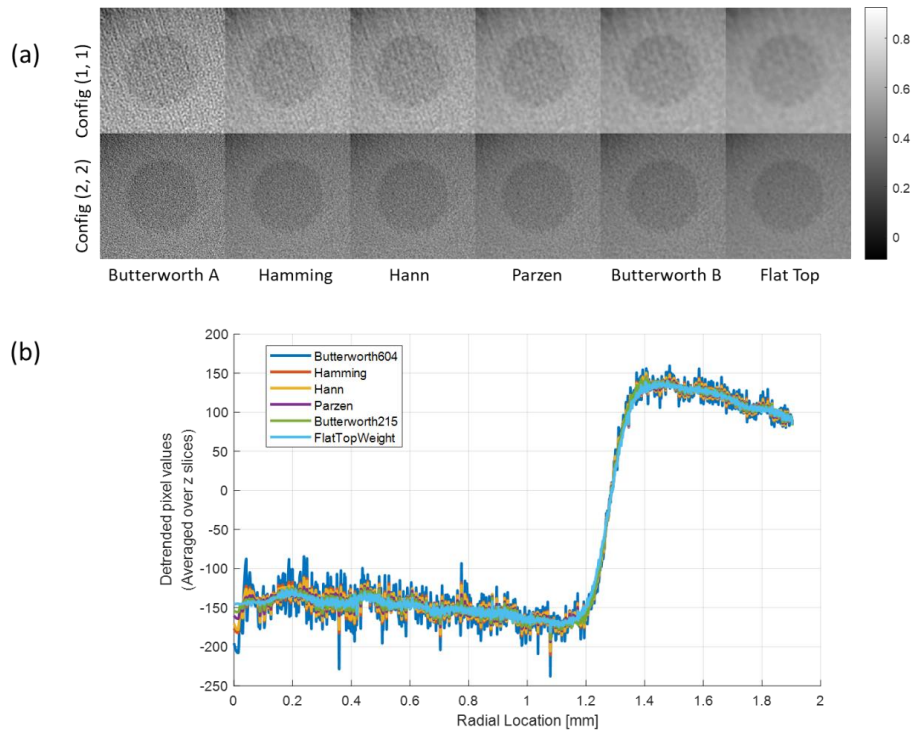 (a)
Config (1, 1)
Config (2, 2)
0.8
0.6
0.4
0.2
0
Butterworth A
Hamming
Hann
Parzen
Butterworth B
Flat Top
(b)
200
150
100
50
0
-50
-100
-150
-200
-250
Detrended pixel values
(Averaged over z slices)
Butterworth604
Hamming
Hann
Parzen
Butterworth215
FlatTopWeight
0
0.2
0.4
0.6
0.8
1
1.2
1.4
1.6
1.8
2
Radial Location [mm]